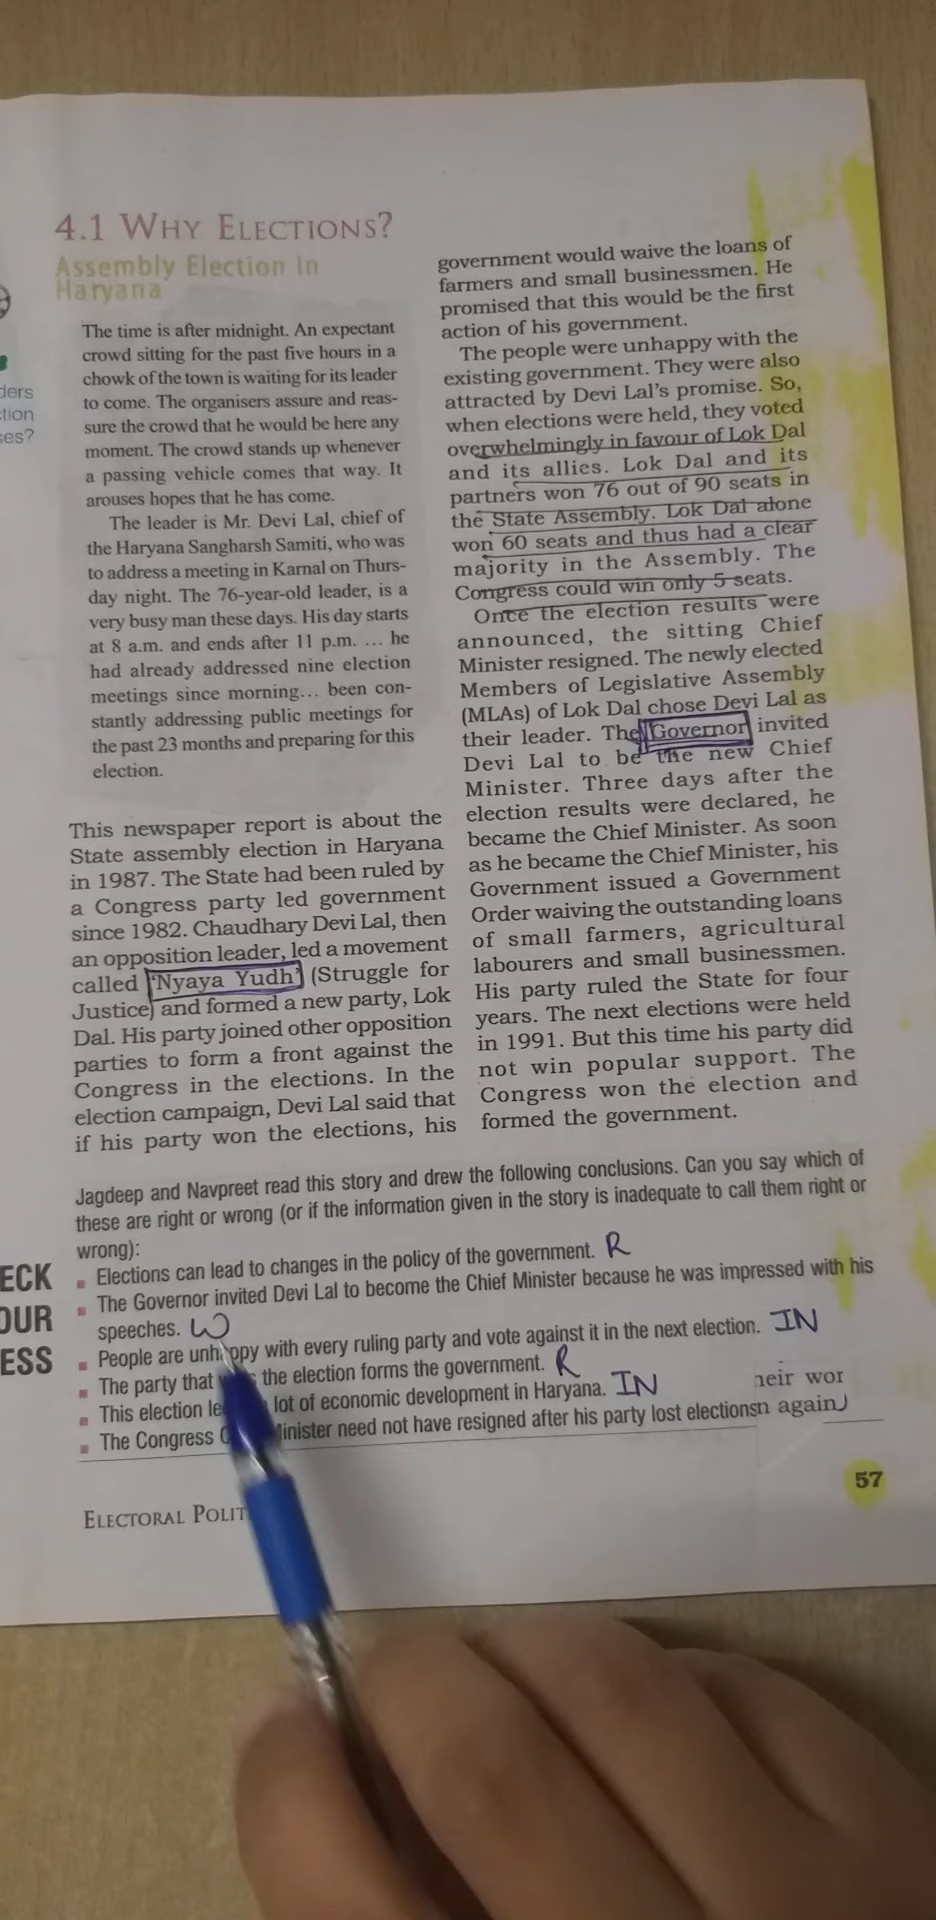 4.1 WHY ELECTIONS?
Assembly Election in
Haryana
The time is after midnight. An expectant
crowd sitting for the past five hours in a
chowk of the town is waiting for its leader
to come. The organisers assure and reas-
sure the crowd that he would be here any
moment. The crowd stands up whenever
a passing vehicle comes that way. It
arouses hopes that he has come.
The leader is Mr. Devi Lal, chief of
the Haryana Sangharsh Samiti, who was
to address a meeting in Karnal on Thurs-
day night. The 76-year-old leader, is a
very busy man these days. His day starts
at 8 a.m. and ends after 11 p.m. … he
had already addressed nine election
meetings since morning… been con-
stantly addressing public meetings for
the past 23 months and preparing for this
election.
This newspaper report is about the
State assembly election in Haryana
in 1987. The State had been ruled by
a Congress party led government
since 1982. Chaudhary Devi Lal, then
an opposition leader, led a movement
called 'Nyaya Yudh' (Struggle for
Justice) and formed a new party, Lok
Dal. His party joined other opposition
parties to form a front against the
Congress in the elections. In the
election campaign, Devi Lal said that
if his party won the elections, his
government would waive the loans of
farmers and small businessmen. He
promised that this would be the first
action of his government.
The people were unhappy with the
existing government. They were also
attracted by Devi Lal's promise. So,
when elections were held, they voted
overwhelmingly in favour of Lok Dal
and its allies. Lok Dal and its
partners won 76 out of 90 seats in
the State Assembly. Lok Dal alone
won 60 seats and thus had a clear
majority in the Assembly. The
Congress could win only 5 seats.
Once the election results were
announced, the sitting Chief
Minister resigned. The newly elected
Members of Legislative Assembly
(MLAs) of Lok Dal chose Devi Lal as
their leader. The Governor invited
Devi Lal to be the new Chief
Minister. Three days after the
election results were declared, he
became the Chief Minister. As soon
as he became the Chief Minister, his
Government issued a Government
Order waiving the outstanding loans
of small farmers, agricultural
labourers and small businessmen.
His party ruled the State for four
years. The next elections were held
in 1991. But this time his party did
not win popular support. The
Congress won the election and
formed the government.
ders
tion
es?
ECK
OUR
ESS
Jagdeep and Navpreet read this story and drew the following conclusions. Can you say which of
these are right or wrong (or if the information given in the story is inadequate to call them right or
wrong):
Elections can lead to changes in the policy of the government. R
The Governor invited Devi Lal to become the Chief Minister because he was impressed with his
speeches. W
People are unhappy with every ruling party and vote against it in the next election. IN
The party that the election forms the government. R
This election lot of economic development in Haryana. IN
The Congress Minister need not have resigned after his party lost elections
heir wor
n again)
ELECTORAL POLIT
57